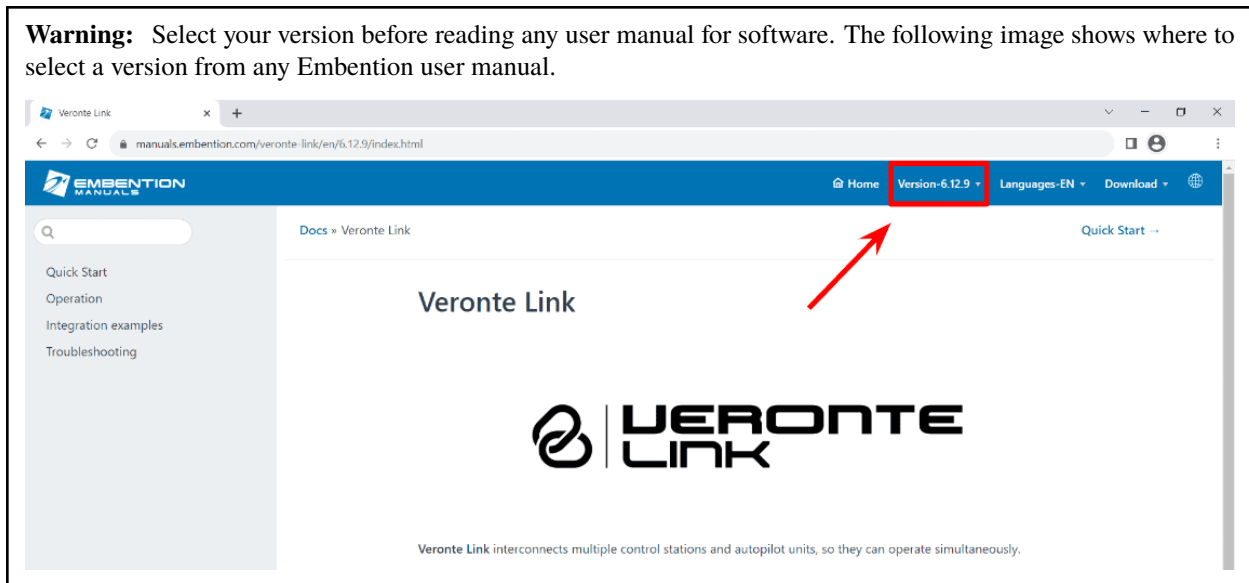 Warning: Select your version before reading any user manual for software. The following image shows where to
select a version from any Embention user manual.
Veronte Link
manuals.embention.com/veronte-link/en/6.12.9/index.html
EMBENTION
MANUALS
Home Version-6.12.9 Languages-EN Download
Docs » Veronte Link Quick Start →
Quick Start
Operation
Integration examples
Troubleshooting
Veronte Link
VERONTE
LINK
Veronte Link interconnects multiple control stations and autopilot units, so they can operate simultaneously.